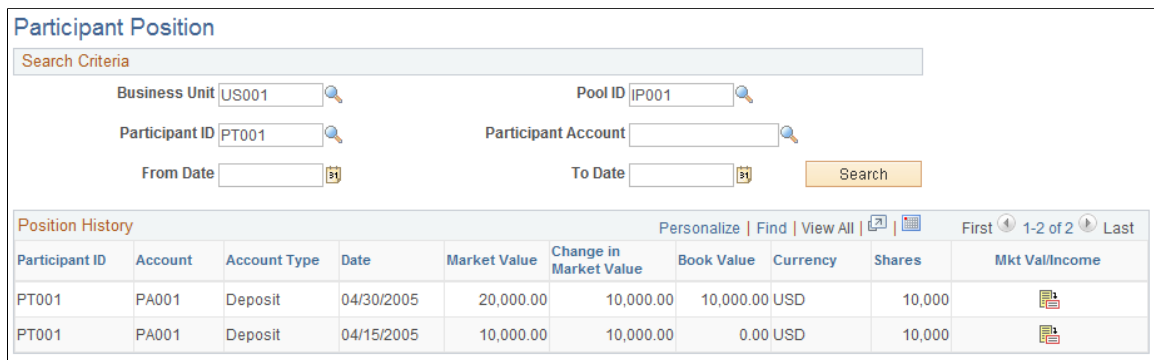 Participant Position
Search Criteria
Business Unit US001 Pool ID IP001
Participant ID PT001 Participant Account
From Date 31 To Date 31 Search
Position History Personalize | Find | View All | | First 1-2 of 2 Last
Participant ID Account Account Type Date Market Value Change in Market Value Book Value Currency Shares Mkt Val/Income
PT001 PA001 Deposit 04/30/2005 20,000.00 10,000.00 10,000.00 USD 10,000
PT001 PA001 Deposit 04/15/2005 10,000.00 10,000.00 0.00 USD 10,000